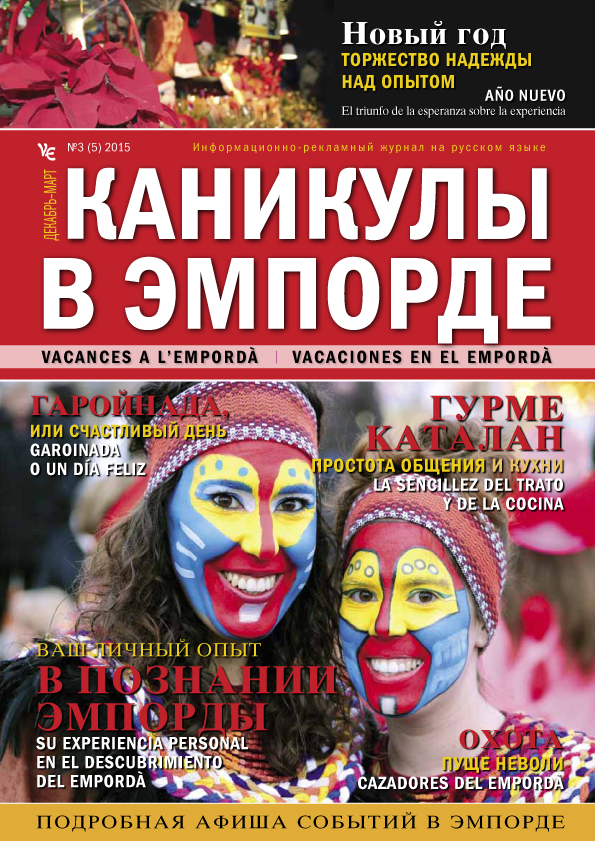 Новый год
ТОРЖЕСТВО НАДЕЖДЫ
НАД ОПЫТОМ
AÑO NUEVO
El triunfo de la esperanza sobre la experiencia
№3 (5) 2015
Информационно-рекламный журнал на русском языке
ДЕКАБРЬ–МАРТ
КАНИКУЛЫ
В ЭМПОРДЕ
VACANCES A L'EMPORDÀ | VACACIONES EN EL EMPORDÀ
ГАРОЙНАДА,
ИЛИ СЧАСТЛИВЫЙ ДЕНЬ
GAROINADA
O UN DÍA FELIZ
ГУРМЕ
КАТАЛАН
ПРОСТОТА ОБЩЕНИЯ И КУХНИ
LA SENCILLEZ DEL TRATO
Y DE LA COCINA
ВАШ ЛИЧНЫЙ ОПЫТ
В ПОЗНАНИИ
ЭМПОРДЫ
SU EXPERIENCIA PERSONAL
EN EL DESCUBRIMIENTO
DEL EMPORDÀ
ОХОТА
ПУЩЕ НЕВОЛИ
CAZADORES DEL EMPORDÀ
ПОДРОБНАЯ АФИША СОБЫТИЙ В ЭМПОРДЕ